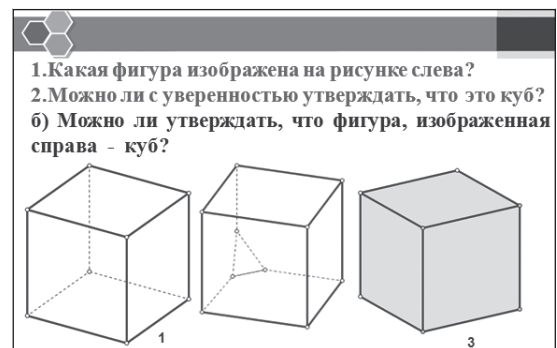 1.Какая фигура изображена на рисунке слева?
2.Можно ли с уверенностью утверждать, что это куб?
б) Можно ли утверждать, что фигура, изображенная
справа - куб?
1
3